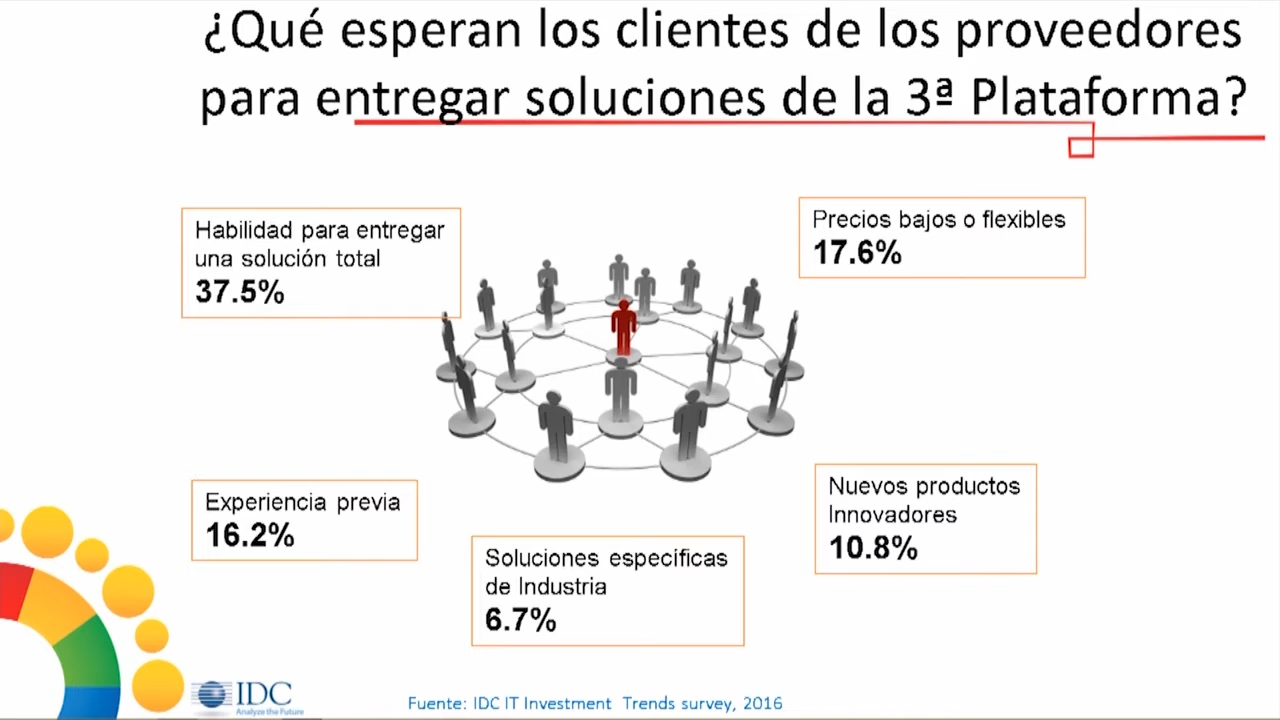 ¿Qué esperan los clientes de los proveedores
para entregar soluciones de la 3ª Plataforma?
Habilidad para entregar
una solución total
37.5%
Precios bajos o flexibles
17.6%
Experiencia previa
16.2%
Soluciones específicas
de Industria
6.7%
Nuevos productos
Innovadores
10.8%
IDC
Analyze the Future
Fuente: IDC IT Investment Trends survey, 2016